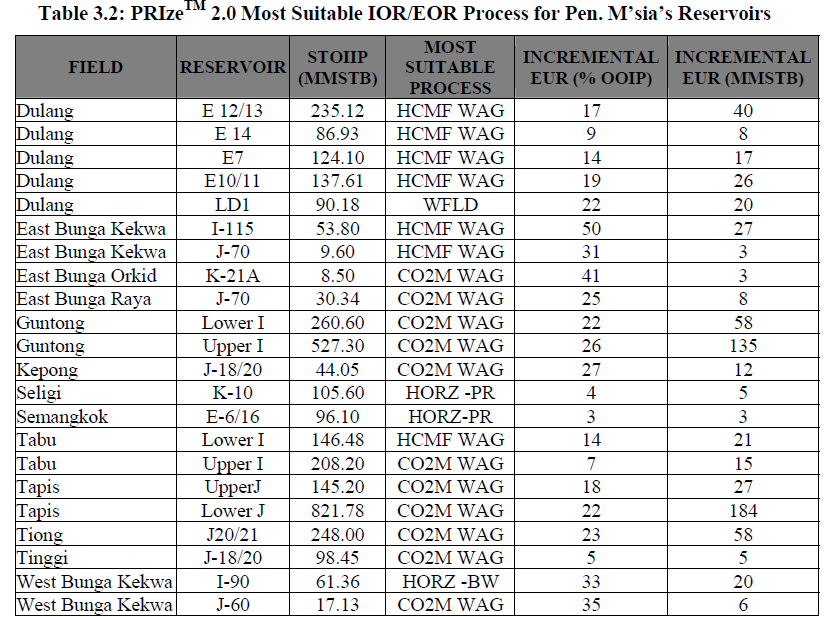 Table 3.2: PRIze™ 2.0 Most Suitable IOR/EOR Process for Pen. M’sia’s Reservoirs
FIELD RESERVOIR STOIIP (MMSTB) MOST SUITABLE PROCESS INCREMENTAL EUR (% OOIP) INCREMENTAL EUR (MMSTB)
Dulang E 12/13 235.12 HCMF WAG 17 40
Dulang E 14 86.93 HCMF WAG 9 8
Dulang E7 124.10 HCMF WAG 14 17
Dulang E10/11 137.61 HCMF WAG 19 26
Dulang LD1 90.18 WFLD 22 20
East Bunga Kekwa I-115 53.80 HCMF WAG 50 27
East Bunga Kekwa J-70 9.60 HCMF WAG 31 3
East Bunga Orkid K-21A 8.50 CO2M WAG 41 3
East Bunga Raya J-70 30.34 CO2M WAG 25 8
Guntong Lower I 260.60 CO2M WAG 22 58
Guntong Upper I 527.30 CO2M WAG 26 135
Kepong J-18/20 44.05 CO2M WAG 27 12
Seligi K-10 105.60 HORZ -PR 4 5
Semangkok E-6/16 96.10 HORZ-PR 3 3
Tabu Lower I 146.48 HCMF WAG 14 21
Tabu Upper I 208.20 CO2M WAG 7 15
Tapis UpperJ 145.20 CO2M WAG 18 27
Tapis Lower J 821.78 CO2M WAG 22 184
Tiong J20/21 248.00 CO2M WAG 23 58
Tinggi J-18/20 98.45 CO2M WAG 5 5
West Bunga Kekwa I-90 61.36 HORZ -BW 33 20
West Bunga Kekwa J-60 17.13 CO2M WAG 35 6